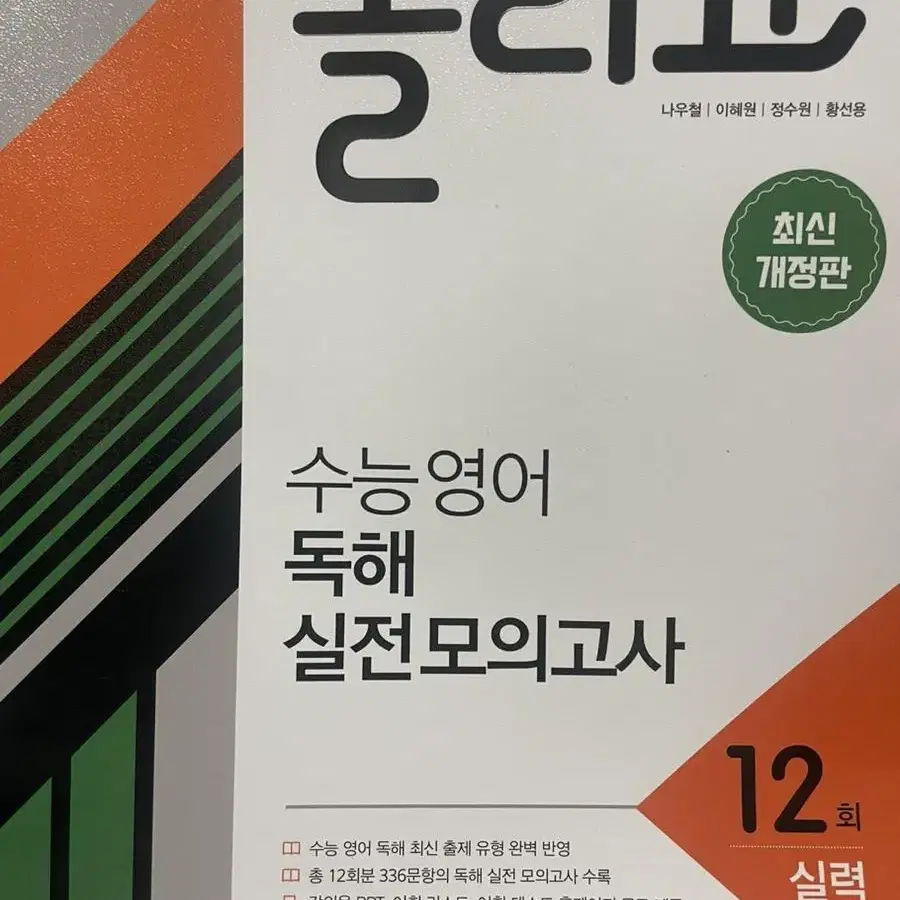 나우철 | 이혜원 | 정수원 | 황선용
최신
개정판
수능 영어
독해
실전 모의고사
12회
실력
수능 영어 독해 최신 출제 유형 완벽 반영
총 12회분 336문항의 독해 실전 모의고사 수록